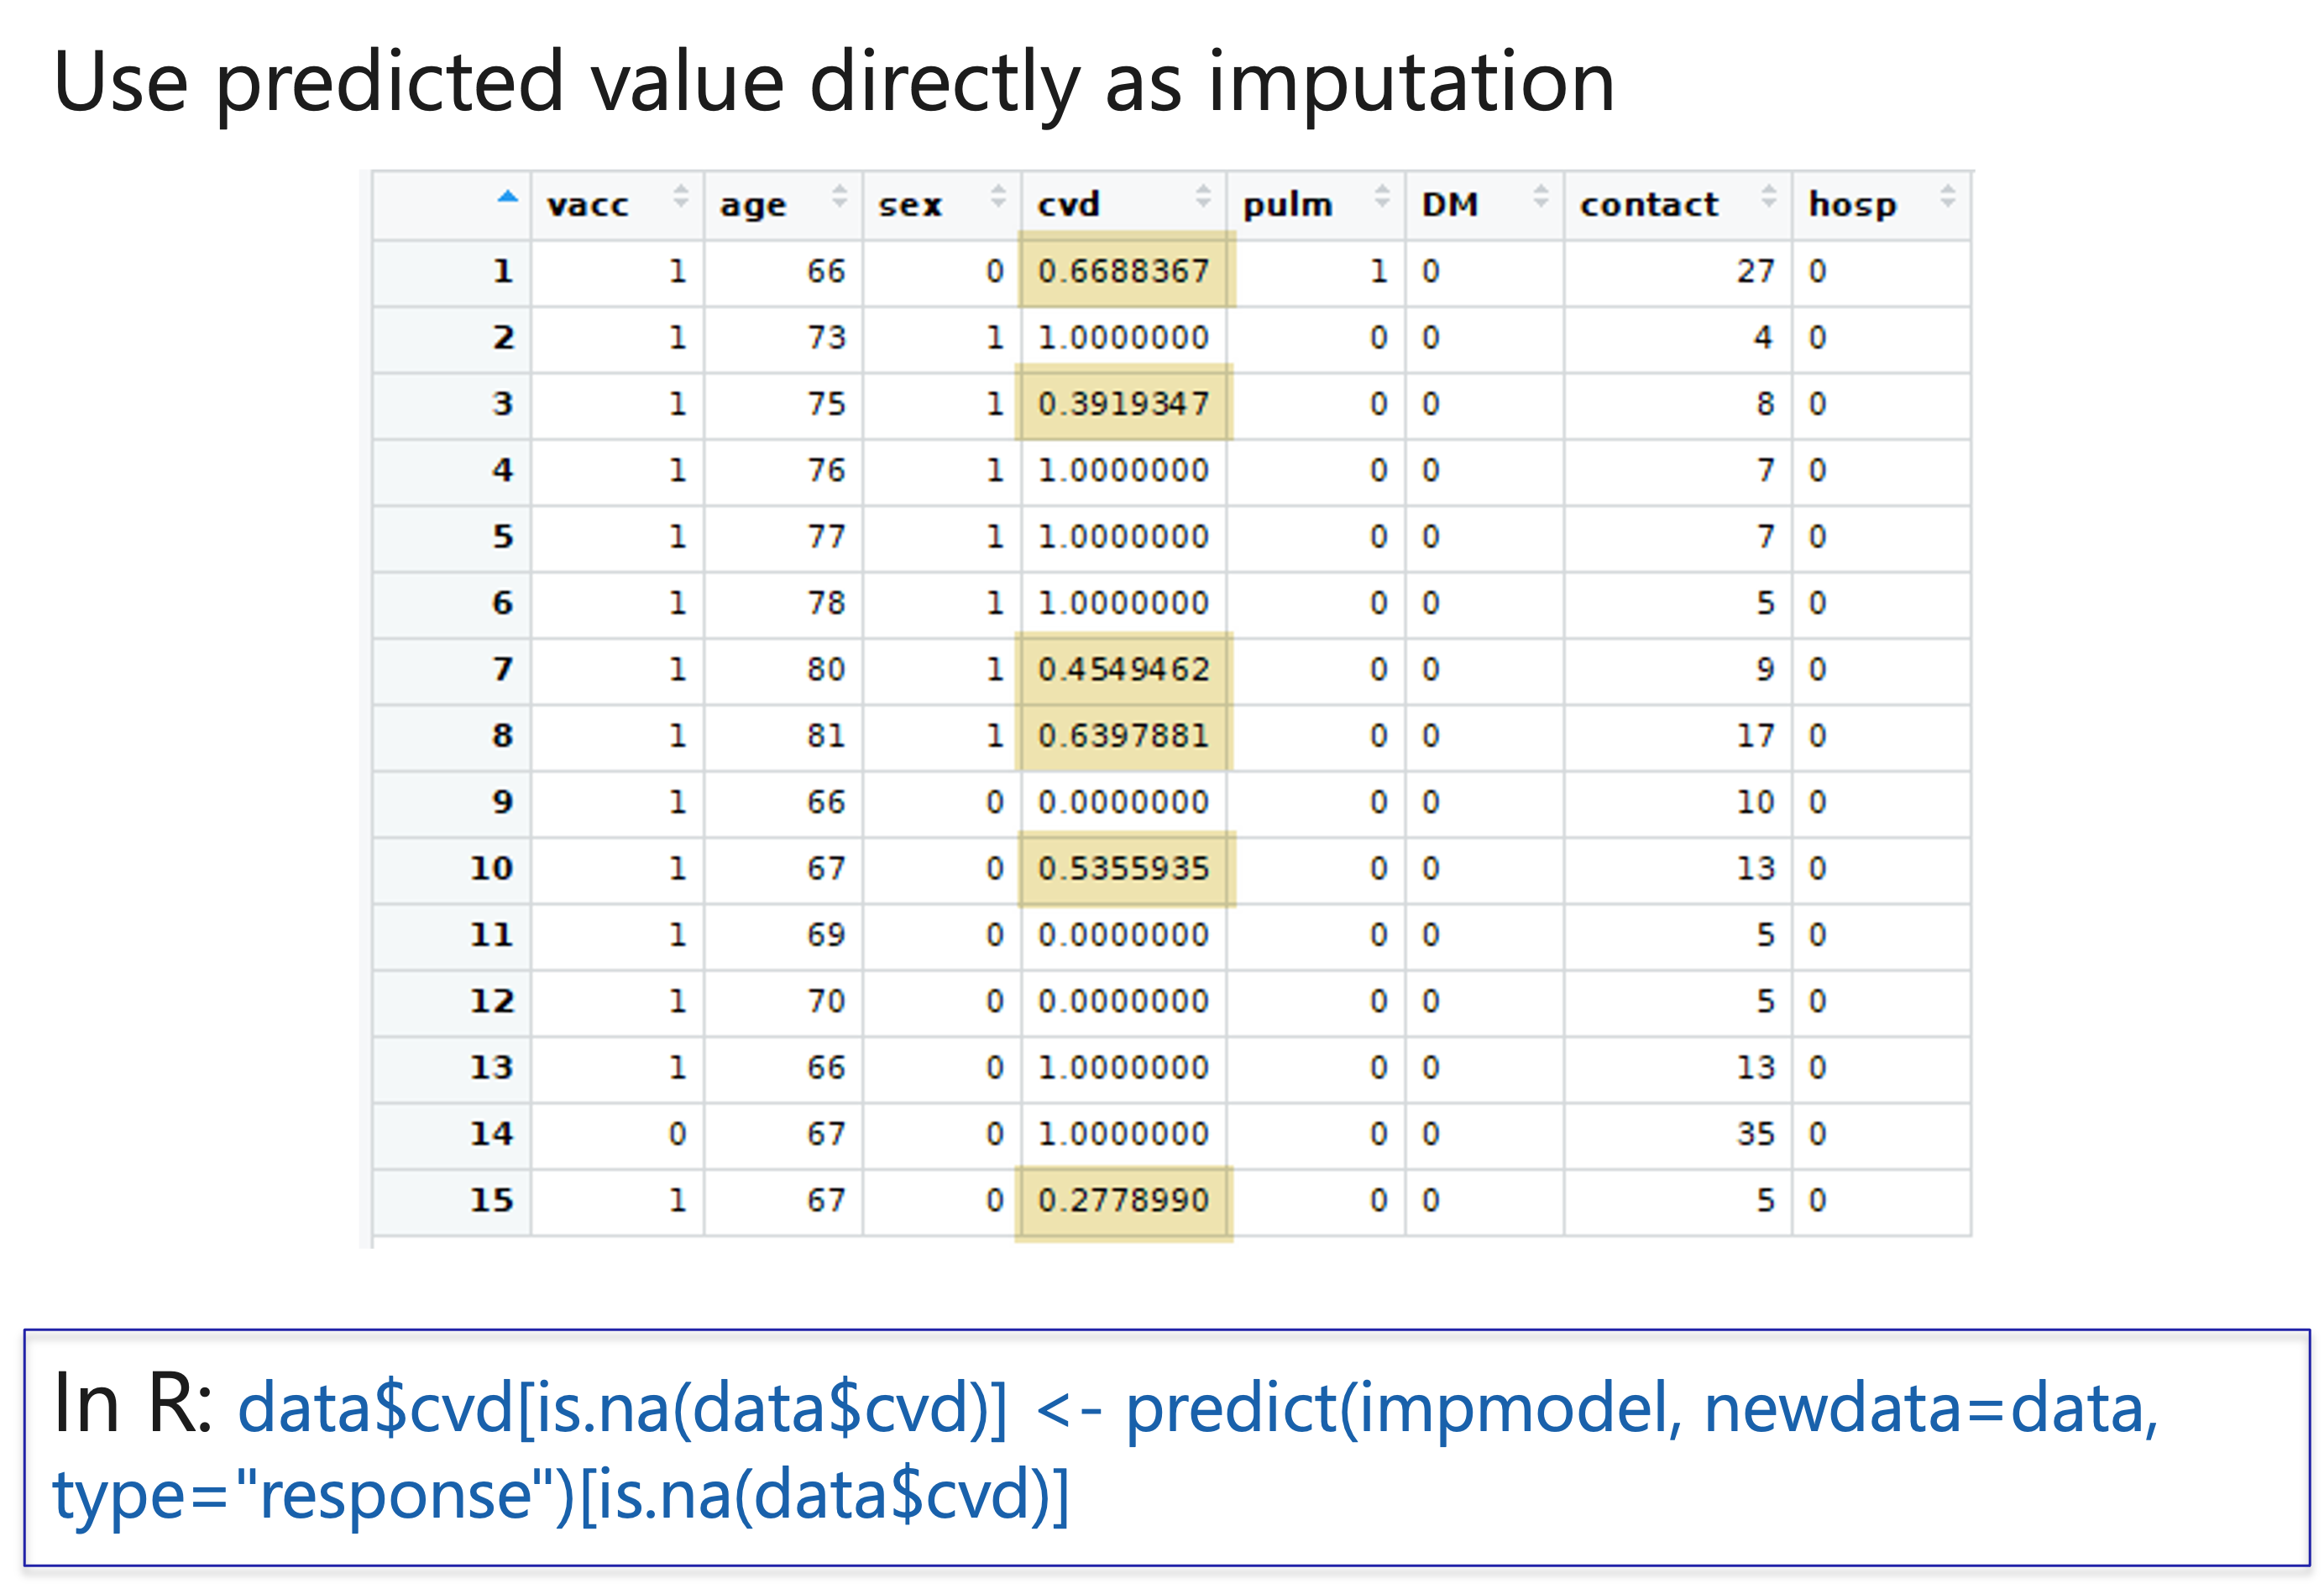 Use predicted value directly as imputation
vacc age sex cvd pulm DM contact hosp
1 1 66 0 0.6688367 1 0 27 0
2 1 73 1 1.0000000 0 0 4 0
3 1 75 1 0.3919347 0 0 8 0
4 1 76 1 1.0000000 0 0 7 0
5 1 77 1 1.0000000 0 0 7 0
6 1 78 1 1.0000000 0 0 5 0
7 1 80 1 0.4549462 0 0 9 0
8 1 81 1 0.6397881 0 0 17 0
9 1 66 0 0.0000000 0 0 10 0
10 1 67 0 0.5355935 0 0 13 0
11 1 69 0 0.0000000 0 0 5 0
12 1 70 0 0.0000000 0 0 5 0
13 1 66 0 1.0000000 0 0 13 0
14 0 67 0 1.0000000 0 0 35 0
15 1 67 0 0.2778990 0 0 5 0
In R: data$cvd[is.na(data$cvd)] <- predict(impmodel, newdata=data,
type="response")[is.na(data$cvd)]